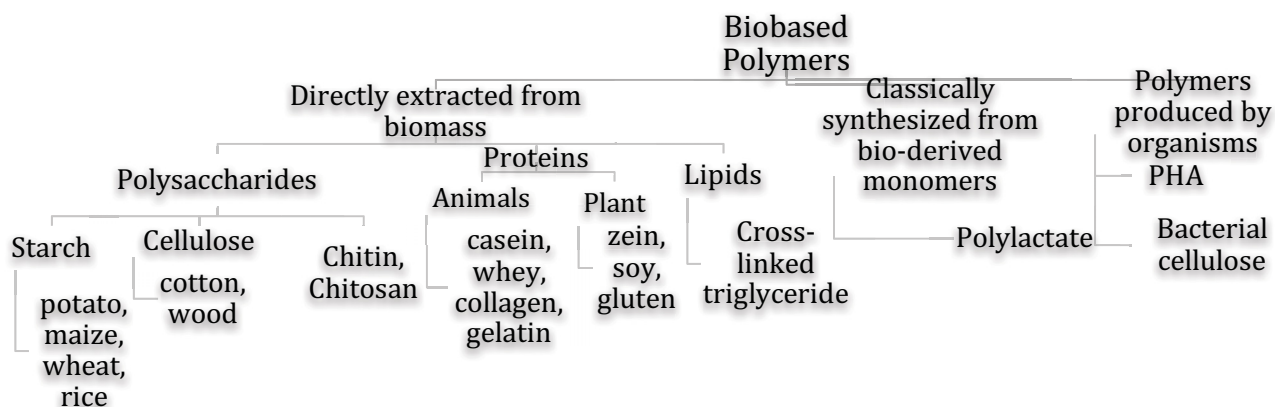 Biobased
Polymers
Directly extracted from
biomass
Polysaccharides
Starch
potato,
maize,
wheat,
rice
Cellulose
cotton,
wood
Chitin,
Chitosan
Proteins
Animals
casein,
whey,
collagen,
gelatin
Plant
zein,
soy,
gluten
Lipids
Cross-
linked
triglyceride
Classically
synthesized from
bio-derived
monomers
Polylactate
Polymers
produced by
organisms
PHA
Bacterial
cellulose